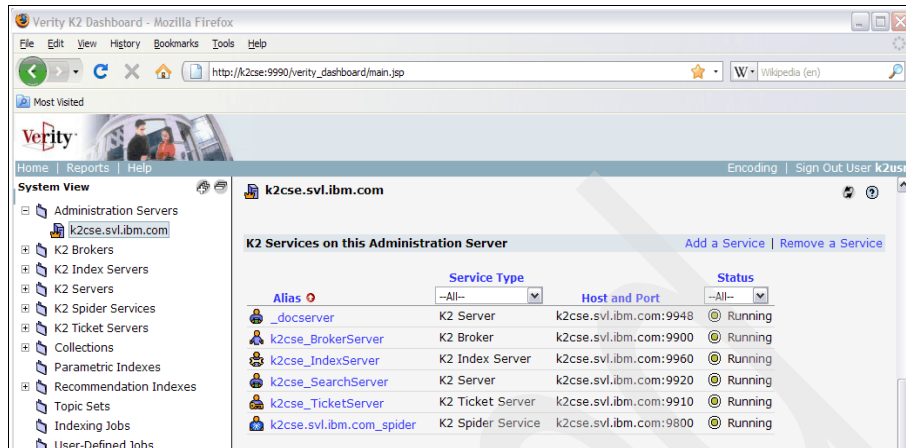 Verity K2 Dashboard - Mozilla Firefox
File Edit View History Bookmarks Tools Help
http://k2cse:9990/verity_dashboard/main.jsp
W Wikipedia (en)
Most Visited
Verity
Home | Reports | Help
Encoding | Sign Out User k2usr
System View
Administration Servers
k2cse.svl.ibm.com
K2 Brokers
K2 Index Servers
K2 Servers
K2 Spider Services
K2 Ticket Servers
Collections
Parametric Indexes
Recommendation Indexes
Topic Sets
Indexing Jobs
User-Defined Jobs
k2cse.svl.ibm.com
K2 Services on this Administration Server
Add a Service | Remove a Service
Service Type Status
Alias --All-- Host and Port --All--
_docserver K2 Server k2cse.svl.ibm.com:9948 Running
k2cse_BrokerServer K2 Broker k2cse.svl.ibm.com:9900 Running
k2cse_IndexServer K2 Index Server k2cse.svl.ibm.com:9960 Running
k2cse_SearchServer K2 Server k2cse.svl.ibm.com:9920 Running
k2cse_TicketServer K2 Ticket Server k2cse.svl.ibm.com:9910 Running
k2cse.svl.ibm.com_spider K2 Spider Service k2cse.svl.ibm.com:9800 Running